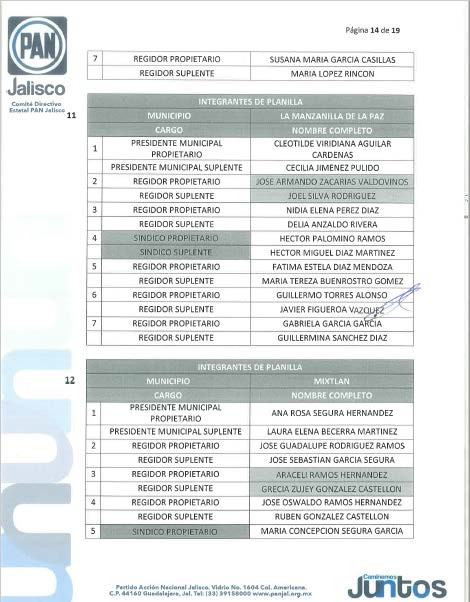 PAN
Jalisco
Comité Directivo
Estatal PAN Jalisco
Página 14 de 19
7 REGIDOR PROPIETARIO SUSANA MARIA GARCIA CASILLAS
REGIDOR SUPLENTE MARIA LOPEZ RINCON
11
INTEGRANTES DE PLANILLA
MUNICIPIO LA MANZANILLA DE LA PAZ
CARGO NOMBRE COMPLETO
1 PRESIDENTE MUNICIPAL PROPIETARIO CLEOTILDE VIRIDIANA AGUILAR CARDENAS
PRESIDENTE MUNICIPAL SUPLENTE CECILIA JIMENEZ PULIDO
2 REGIDOR PROPIETARIO JOSE ARMANDO ZACARIAS VALDOVINOS
REGIDOR SUPLENTE JOEL SILVA RODRIGUEZ
3 REGIDOR PROPIETARIO NIDIA ELENA PEREZ DIAZ
REGIDOR SUPLENTE DELIA ANZALDO RIVERA
4 SINDICO PROPIETARIO HECTOR PALOMINO RAMOS
SINDICO SUPLENTE HECTOR MIGUEL DIAZ MARTINEZ
5 REGIDOR PROPIETARIO FATIMA ESTELA DIAZ MENDOZA
REGIDOR SUPLENTE MARIA TEREZA BUENROSTRO GOMEZ
6 REGIDOR PROPIETARIO GUILLERMO TORRES ALONSO
REGIDOR SUPLENTE JAVIER FIGUEROA VAZQUEZ
7 REGIDOR PROPIETARIO GABRIELA GARCIA GARCIA
REGIDOR SUPLENTE GUILLERMINA SANCHEZ DIAZ
12
INTEGRANTES DE PLANILLA
MUNICIPIO MIXTLAN
CARGO NOMBRE COMPLETO
1 PRESIDENTE MUNICIPAL PROPIETARIO ANA ROSA SEGURA HERNANDEZ
PRESIDENTE MUNICIPAL SUPLENTE LAURA ELENA BECERRA MARTINEZ
2 REGIDOR PROPIETARIO JOSE GUADALUPE RODRIGUEZ RAMOS
REGIDOR SUPLENTE JOSE SEBASTIAN GARCIA SEGURA
3 REGIDOR PROPIETARIO ARACELI RAMOS HERNANDEZ
REGIDOR SUPLENTE GRECIA ZUJEY GONZALEZ CASTELLON
4 REGIDOR PROPIETARIO JOSE OSWALDO RAMOS HERNANDEZ
REGIDOR SUPLENTE RUBEN GONZALEZ CASTELLON
5 SINDICO PROPIETARIO MARIA CONCEPCION SEGURA GARCIA
Partido Acción Nacional Jalisco. Vidrio No. 1604 Col. Americana.
C.P. 44160 Guadalajara, Jal. Tel: (33) 39158000 www.panjal.org.mx
Caminemos
Juntos